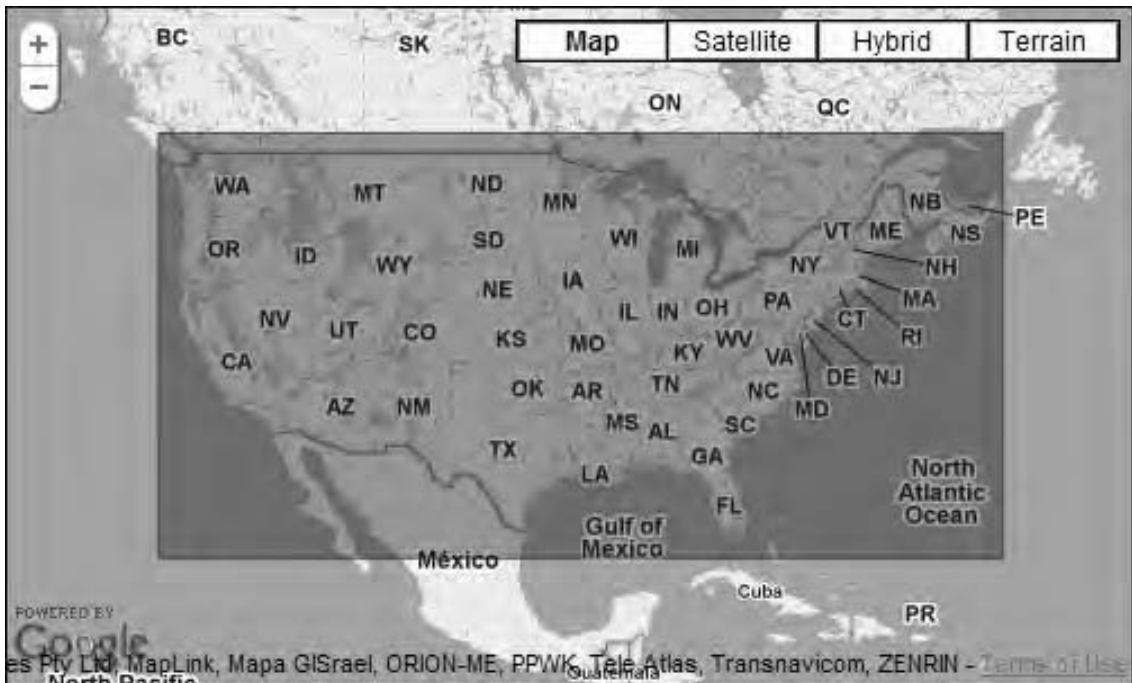 +
BC
SK
Map Satellite Hybrid Terrain
−
ON
QC
WA
MT
ND
MN
NB
PE
OR
ID
WY
SD
WI
MI
VT
ME
NS
NY
NH
NE
IA
MA
NV
UT
CO
IL
IN
OH
PA
CT
RI
CA
KS
MO
KY
WV
VA
DE
NJ
AZ
NM
OK
AR
TN
NC
MD
MS
AL
SC
TX
LA
GA
FL
North
Atlantic
Ocean
Gulf of
Mexico
México
Cuba
PR
POWERED BY
Google
es Pty Ltd, MapLink, Mapa GISrael, ORION-ME, PPWK, Tele Atlas, Transnavicom, ZENRIN - Terms of Use
Guatemala
North Pacific